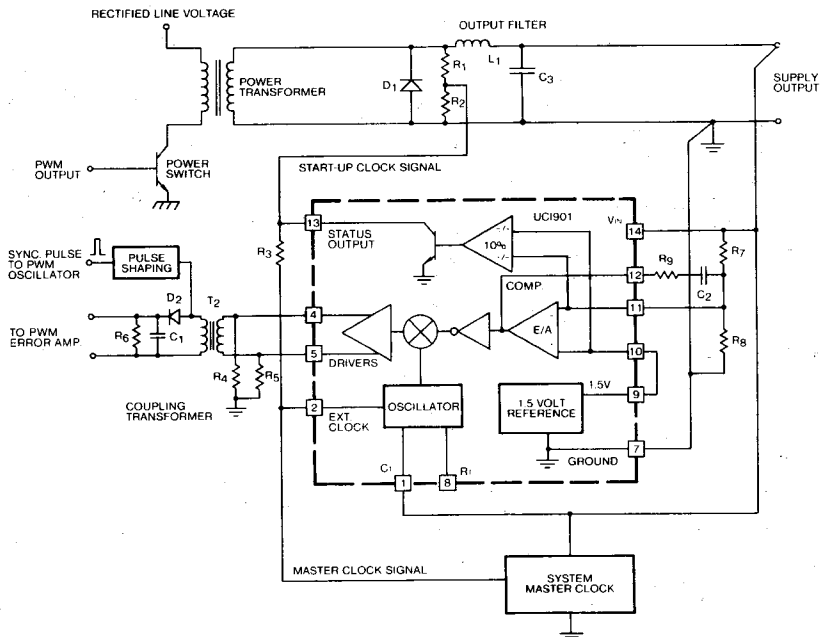 RECTIFIED LINE VOLTAGE
OUTPUT FILTER
R1
L1
C3
D1
R2
POWER
TRANSFORMER
SUPPLY
OUTPUT
PWM
OUTPUT
POWER
SWITCH
START-UP CLOCK SIGNAL
UC1901
13
STATUS
OUTPUT
10%
-/·
-/·
VIN
14
R3
R7
SYNC. PULSE
TO PWM
OSCILLATOR
PULSE
SHAPING
12
R9
C2
COMP.
D2
T2
4
11
E/A
TO PWM
ERROR AMP.
R6
C1
5
DRIVERS
10
R8
R4
R5
1.5V
9
COUPLING
TRANSFORMER
2
EXT
CLOCK
OSCILLATOR
1.5 VOLT
REFERENCE
7
GROUND
CT
1
8
RT
MASTER CLOCK SIGNAL
SYSTEM
MASTER CLOCK